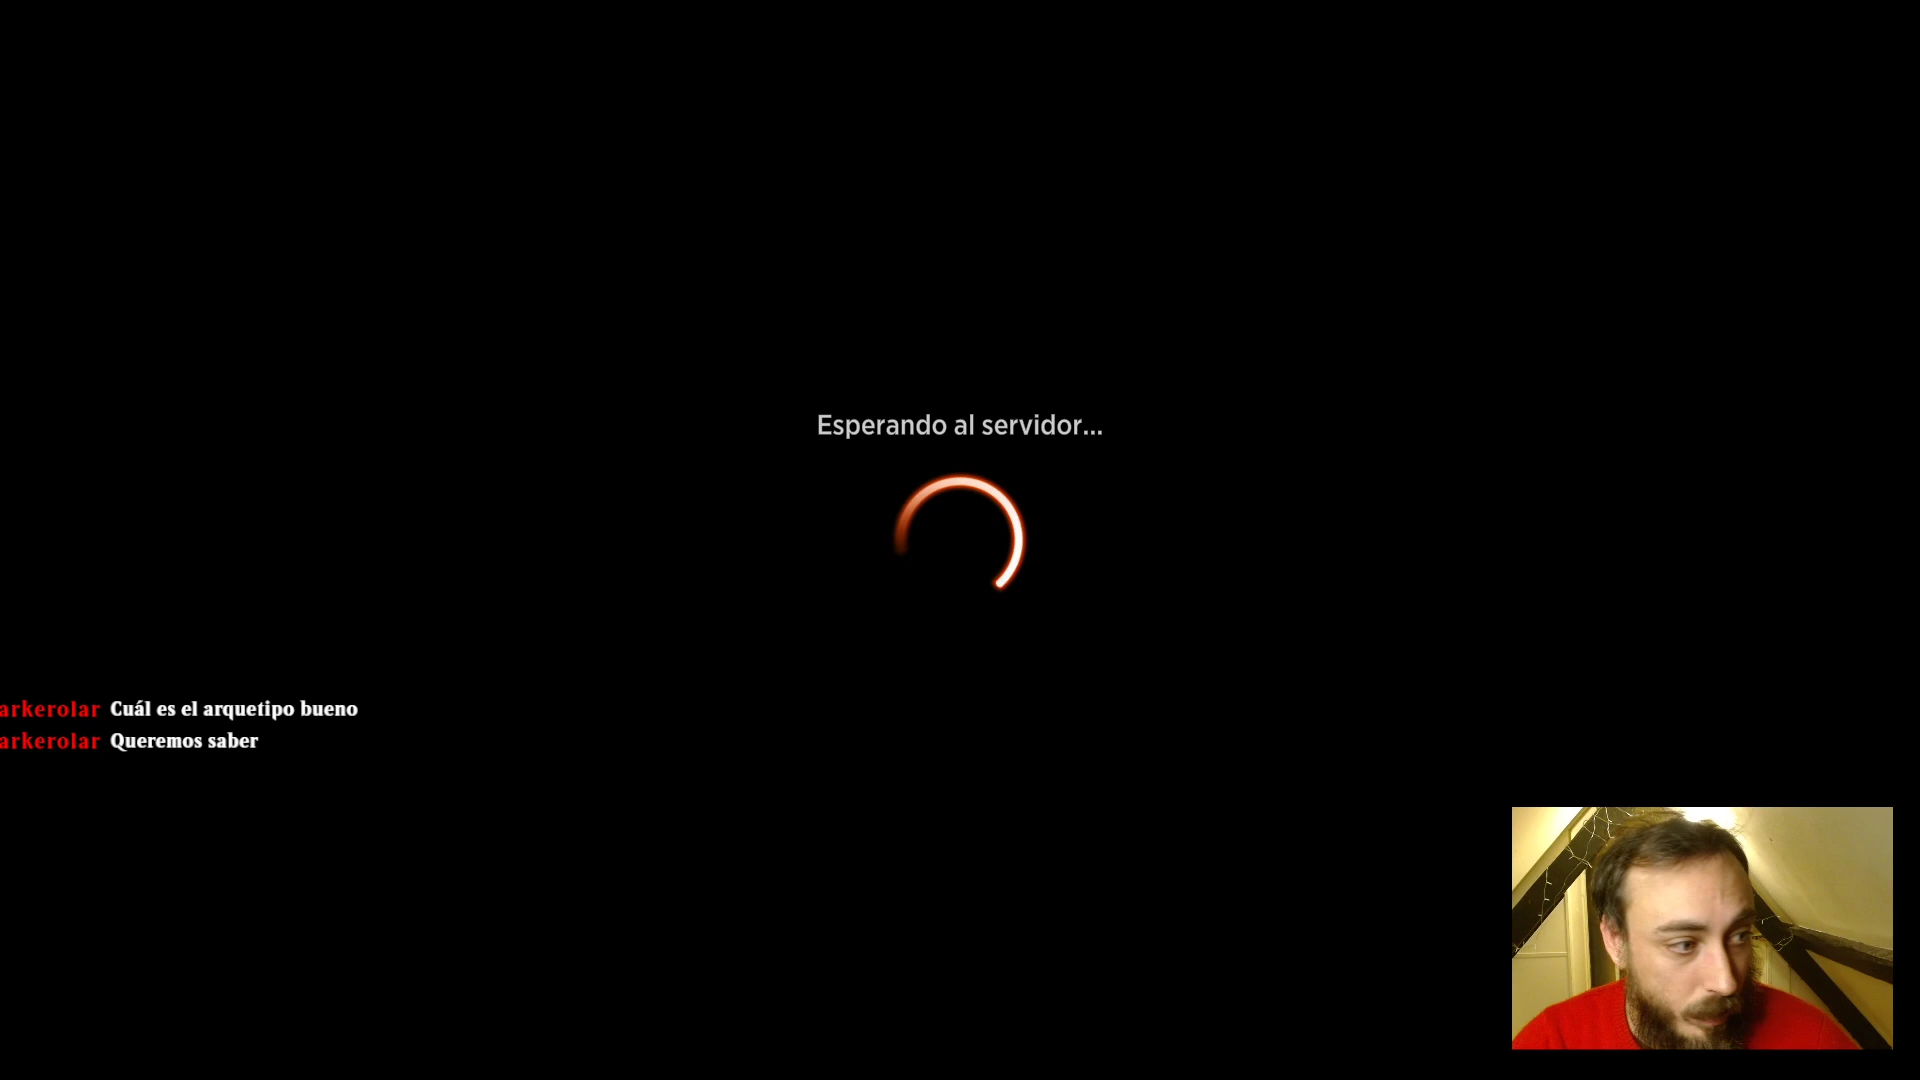 Esperando al servidor...
arkerolar Cuál es el arquetipo bueno
arkerolar Queremos saber